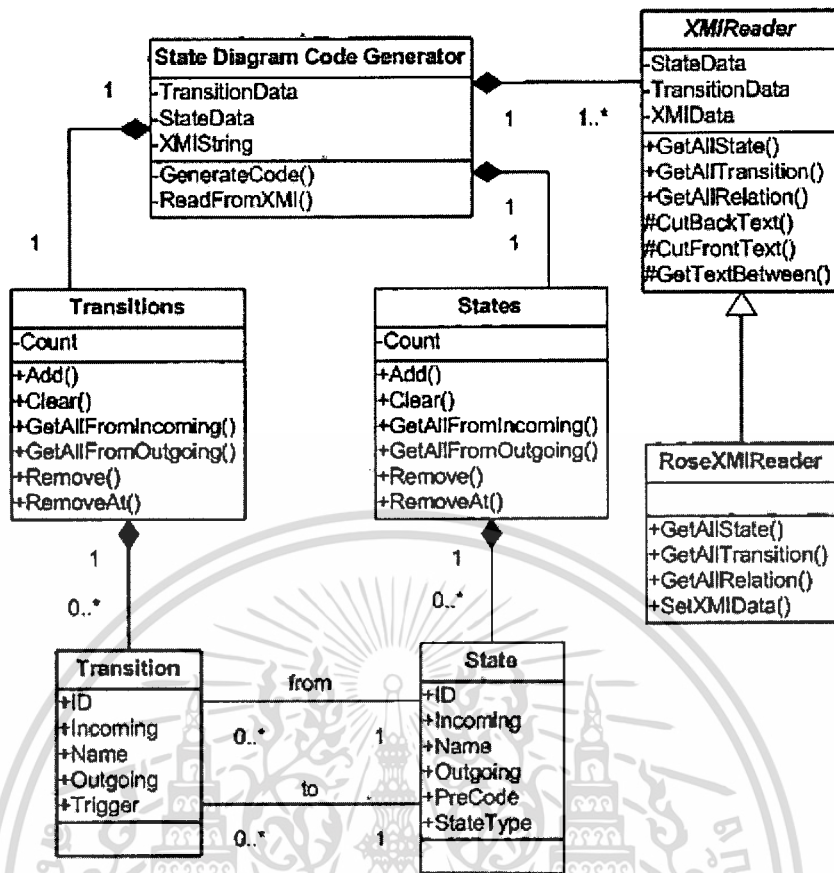 State Diagram Code Generator
-TransitionData
-StateData
-XMIString
-GenerateCode()
-ReadFromXMI()
1
1
1
1..*
1
1
XMIReader
-StateData
-TransitionData
-XMIData
+GetAllState()
+GetAllTransition()
+GetAllRelation()
#CutBackText()
#CutFrontText()
#GetTextBetween()
Transitions
-Count
+Add()
+Clear()
+GetAllFromIncoming()
+GetAllFromOutgoing()
+Remove()
+RemoveAt()
1
0..*
States
-Count
+Add()
+Clear()
+GetAllFromIncoming()
+GetAllFromOutgoing()
+Remove()
+RemoveAt()
1
0..*
RoseXMIReader
+GetAllState()
+GetAllTransition()
+GetAllRelation()
+SetXMIData()
Transition
+ID
+Incoming
+Name
+Outgoing
+Trigger
from
0..*
1
to
0..*
1
State
+ID
+Incoming
+Name
+Outgoing
+PreCode
+StateType